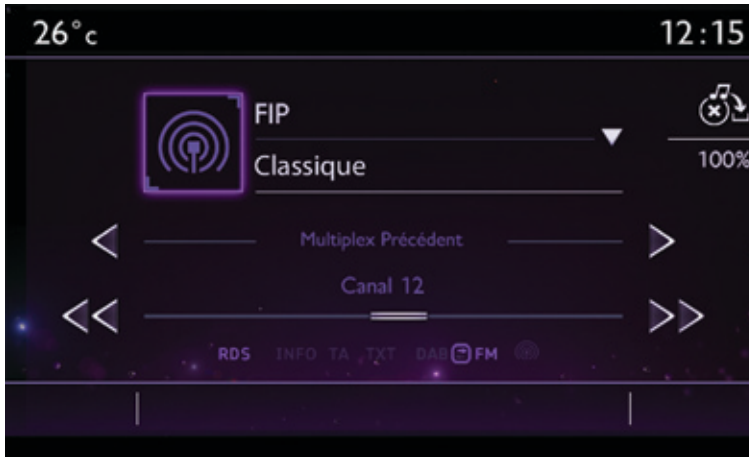 26°c 12:15
FIP
Classique
100%
Multiplex Précédent
Canal 12
RDS INFO TA TXT DAB FM